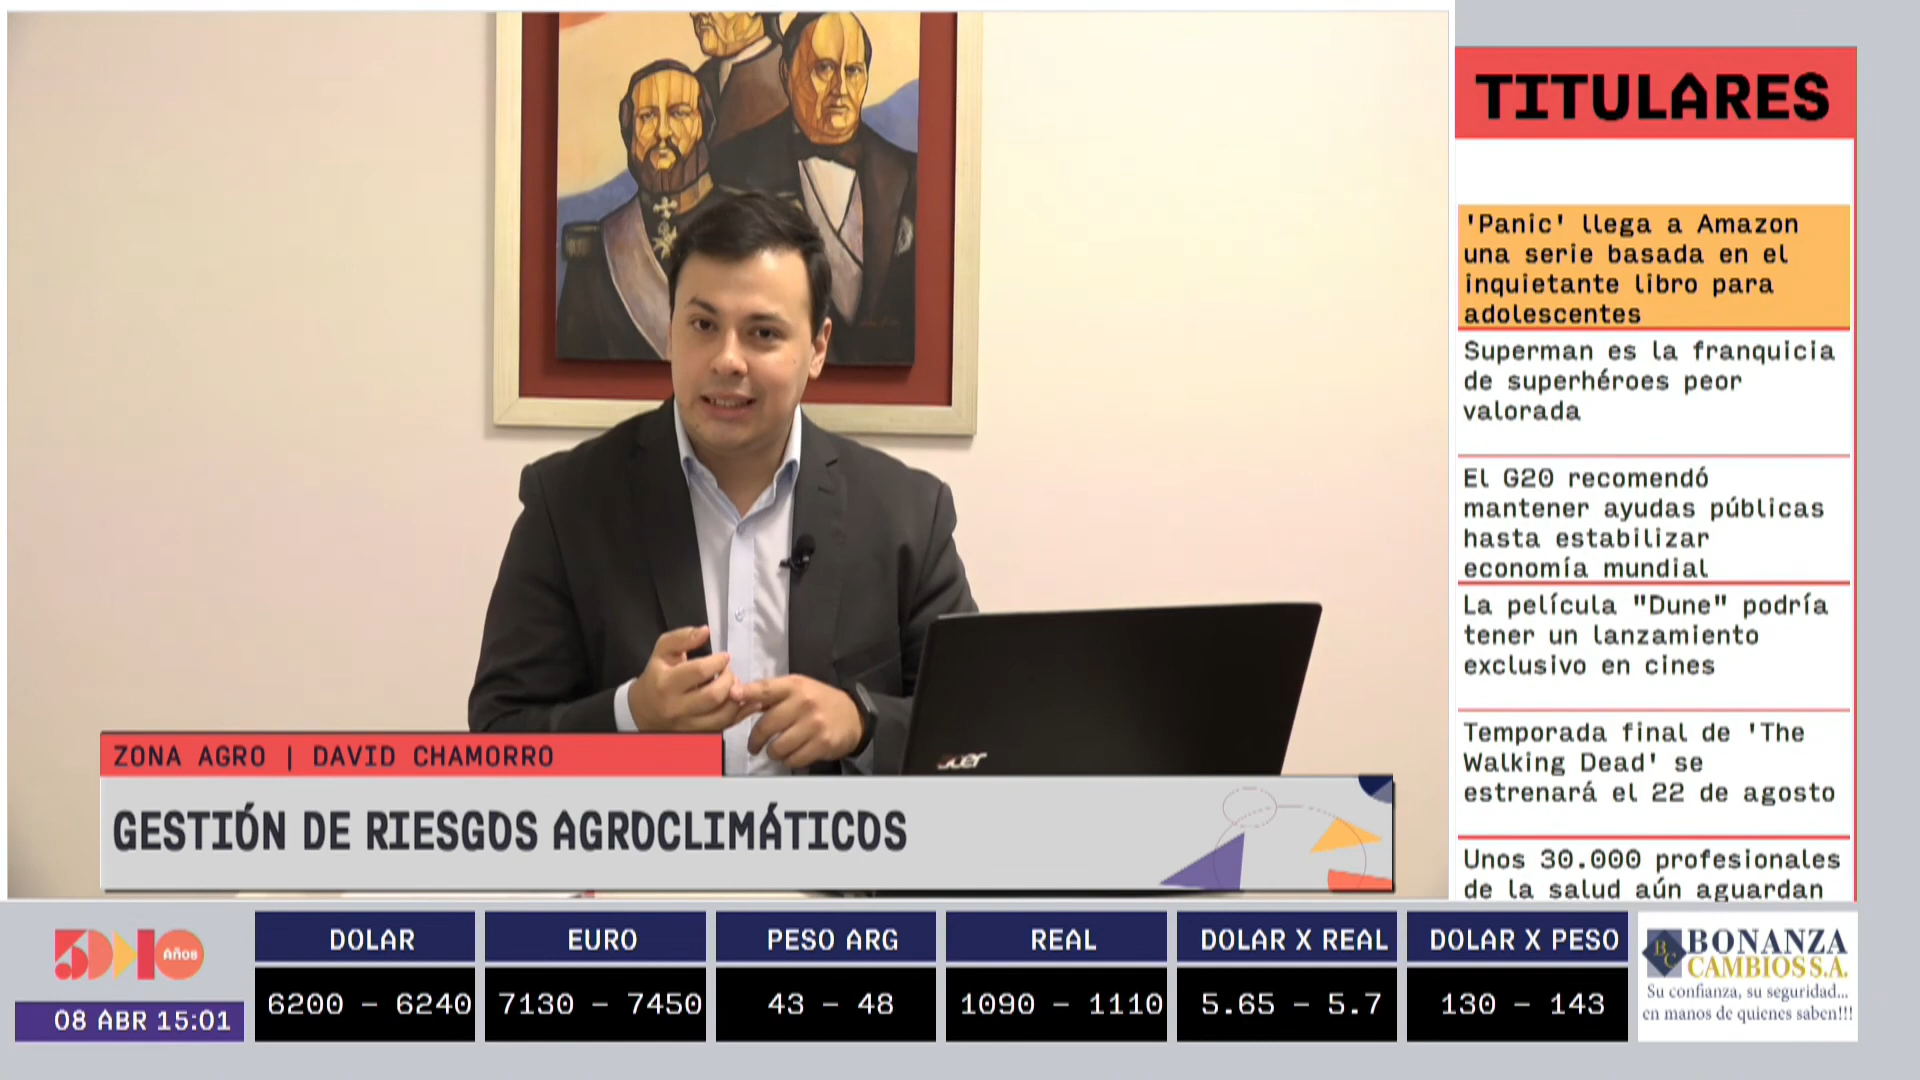 TITULARES
'Panic' llega a Amazon
una serie basada en el
inquietante libro para
adolescentes
Superman es la franquicia
de superhéroes peor
valorada
El G20 recomendó
mantener ayudas públicas
hasta estabilizar
economía mundial
La película "Dune" podría
tener un lanzamiento
exclusivo en cines
Temporada final de 'The
Walking Dead' se
estrenará el 22 de agosto
Unos 30.000 profesionales
de la salud aún aguardan
acer
ZONA AGRO | DAVID CHAMORRO
GESTIÓN DE RIESGOS AGROCLIMÁTICOS
5DÍAS
Años
08 ABR 15:01
DOLAR
6200 - 6240
EURO
7130 - 7450
PESO ARG
43 - 48
REAL
1090 - 1110
DOLAR X REAL
5.65 - 5.7
DOLAR X PESO
130 - 143
BC
BONANZA
CAMBIOS S.A.
Su confianza, su seguridad...
en manos de quienes saben!!!